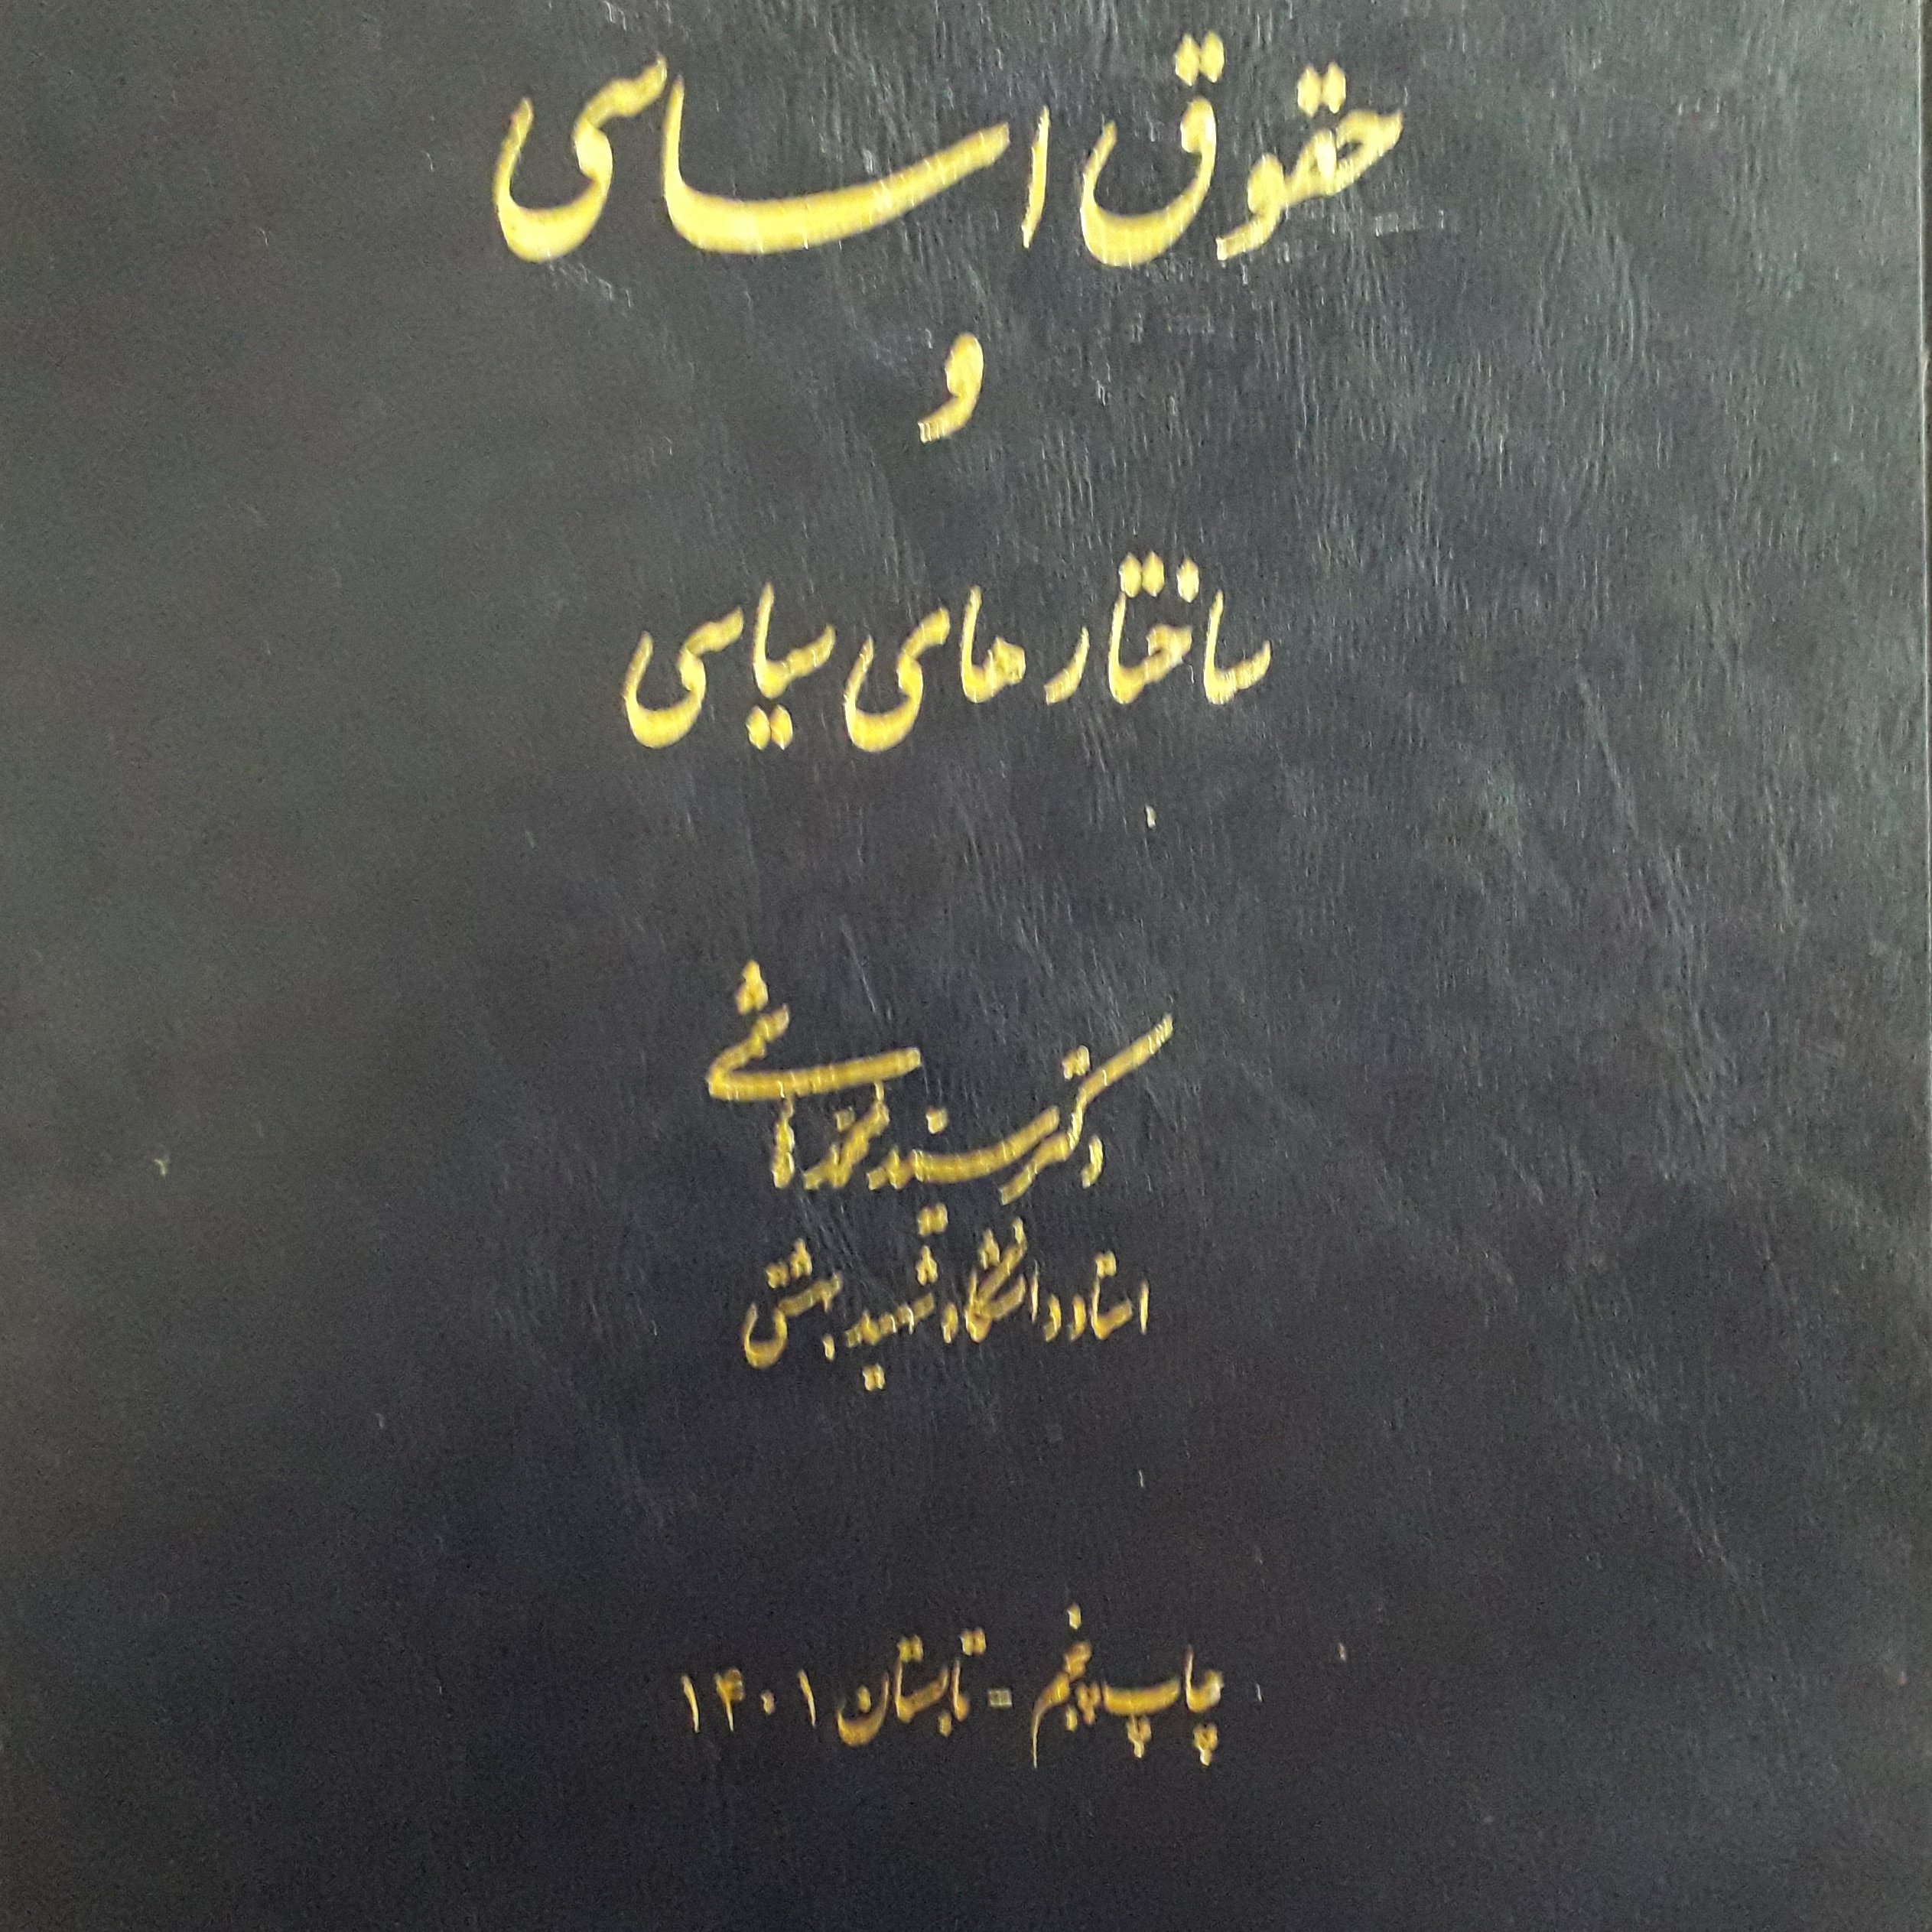 حقوق اساسی
و
ساختارهای سیاسی
دکتر سید محمد هاشمی
استاد دانشگاه شهید بهشتی
چاپ پنجم - تابستان ۱۴۰۱